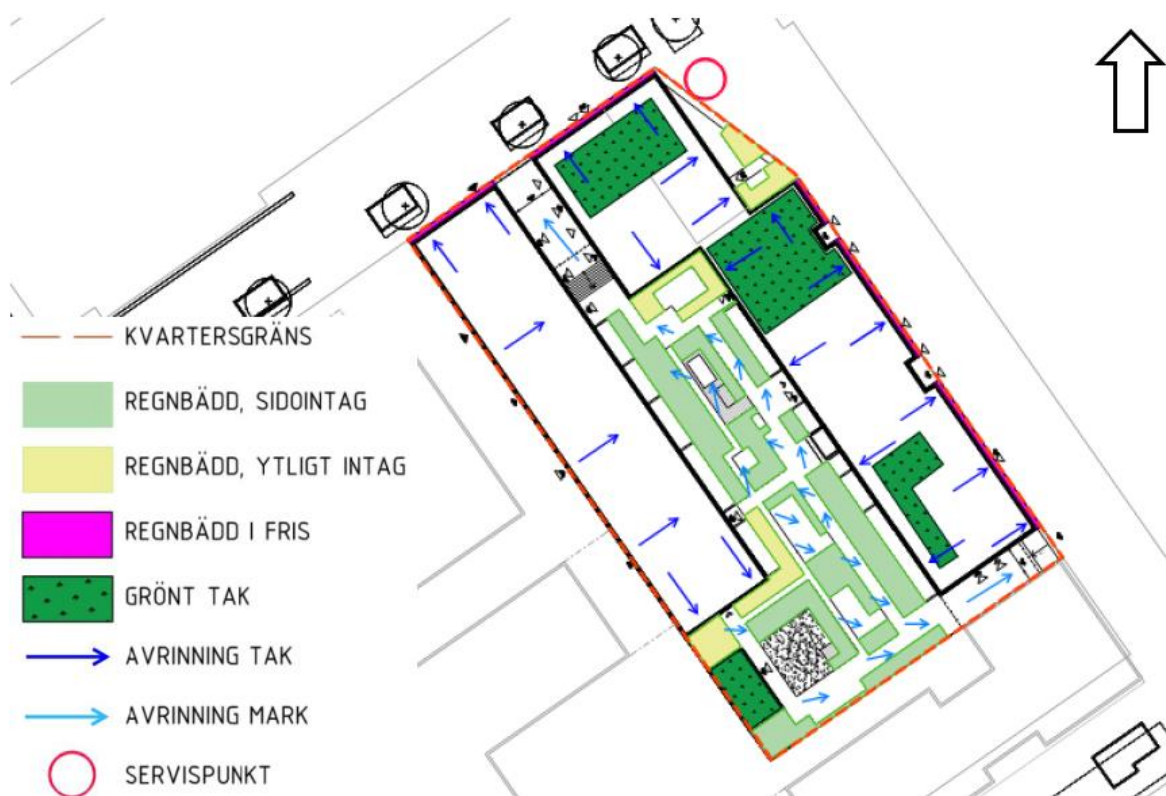 KVARTERSGRÄNS
REGNBÄDD, SIDOINTAG
REGNBÄDD, YTLIGT INTAG
REGNBÄDD I FRIS
GRÖNT TAK
AVRINNING TAK
AVRINNING MARK
SERVISPUNKT